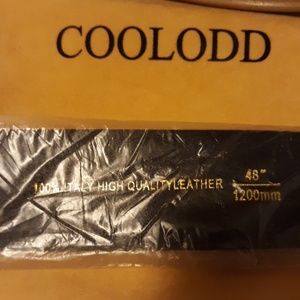 COOLODD
100% ITALY HIGH QUALITYLEATHER
48"
1200mm